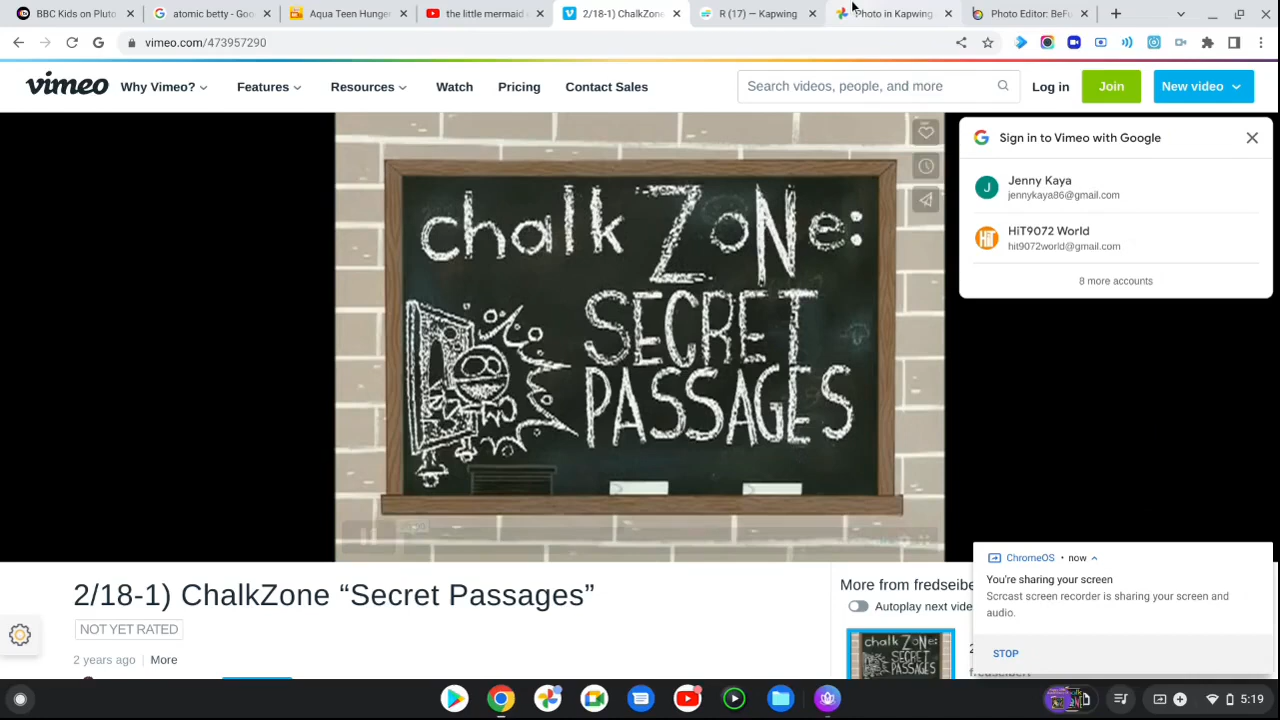 BBC Kids on Pluto
atomic betty - Goo
Aqua Teen Hunger
the little mermaid
2/18-1) ChalkZone
R (17) — Kapwing
Photo in Kapwing
Photo Editor: BeFu
vimeo.com/473957290
vimeo
Why Vimeo?
Features
Resources
Watch
Pricing
Contact Sales
Search videos, people, and more
Log in
Join
New video
Sign in to Vimeo with Google
J
Jenny Kaya
jennykaya86@gmail.com
HiT
HiT9072 World
hit9072world@gmail.com
8 more accounts
chalk ZoNe:
SECRET
PASSAGES
ChromeOS • now
You're sharing your screen
Scrcast screen recorder is sharing your screen and
audio.
STOP
2/18-1) ChalkZone “Secret Passages”
NOT YET RATED
2 years ago
More
More from fredseibe
Autoplay next vide
chalk ZoNe:
SECRET
PASSAGES
5:19